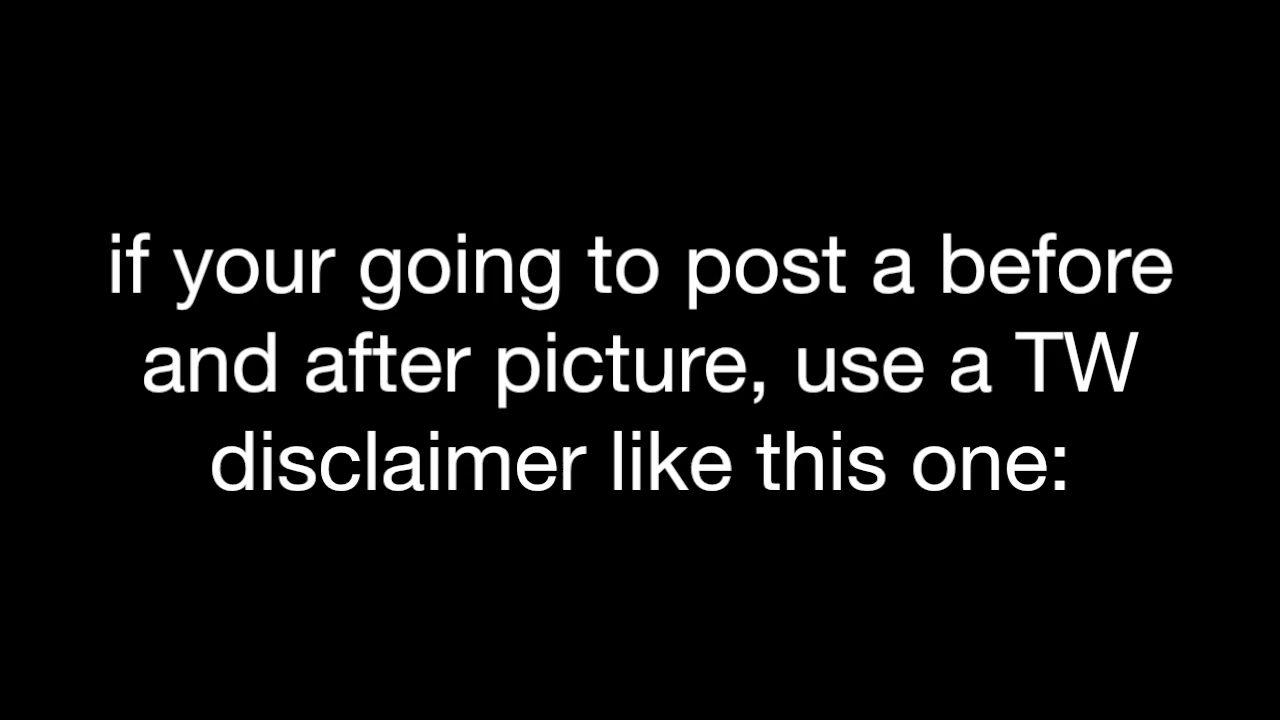 if your going to post a before
and after picture, use a TW
disclaimer like this one: